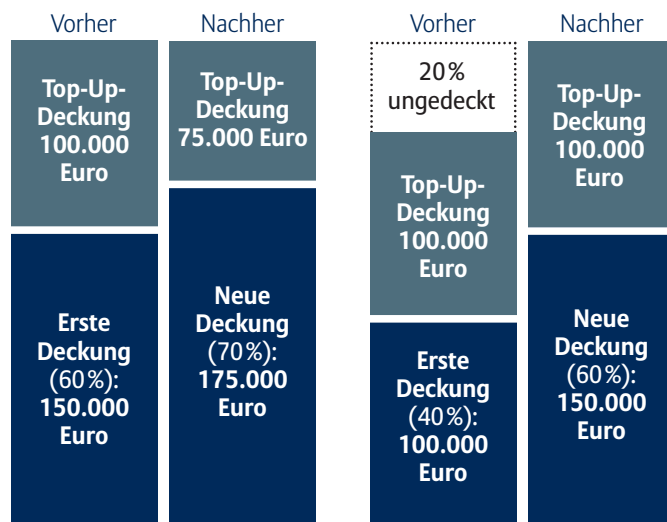 Vorher
Top-Up-
Deckung
100.000
Euro
Erste
Deckung
(60 %):
150.000
Euro
Nachher
Top-Up-
Deckung
75.000 Euro
Neue
Deckung
(70 %):
175.000
Euro
Vorher
20 %
ungedeckt
Top-Up-
Deckung
100.000
Euro
Erste
Deckung
(40 %):
100.000
Euro
Nachher
Top-Up-
Deckung
100.000
Euro
Neue
Deckung
(60 %):
150.000
Euro